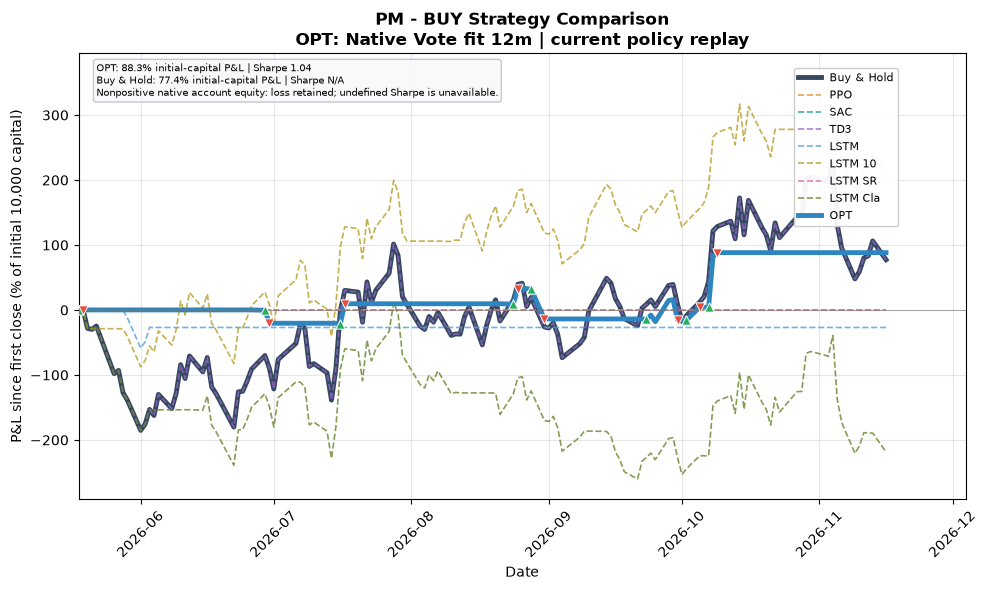 PM - BUY Strategy Comparison
OPT: Native Vote fit 12m | current policy replay
OPT: 88.3% initial-capital P&L | Sharpe 1.04
Buy & Hold: 77.4% initial-capital P&L | Sharpe N/A
Nonpositive native account equity: loss retained; undefined Sharpe is unavailable.
Buy & Hold
PPO
SAC
TD3
LSTM
LSTM 10
LSTM SR
LSTM Cla
OPT
P&L since first close (% of initial 10,000 capital)
300
200
100
0
−100
−200
2026-06
2026-07
2026-08
2026-09
2026-10
2026-11
2026-12
Date